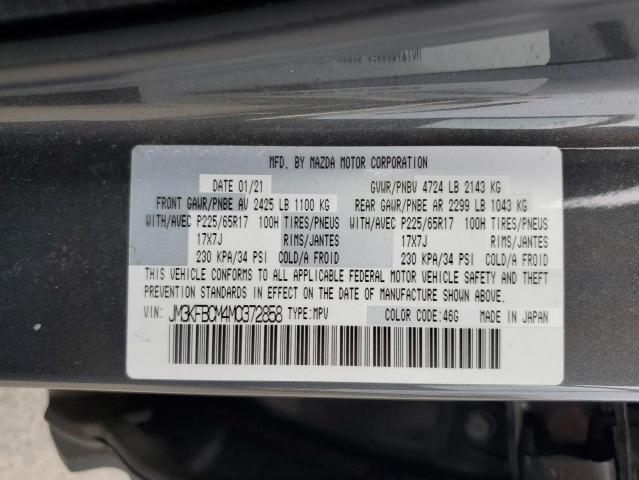 MFD. BY MAZDA MOTOR CORPORATION
DATE 01/21 GVWR/PNBV 4724 LB 2143 KG
FRONT GAWR/PNBE AV 2425 LB 1100 KG REAR GAWR/PNBE AR 2299 LB 1043 KG
WITH/AVEC P225/65R17 100H TIRES/PNEUS WITH/AVEC P225/65R17 100H TIRES/PNEUS
17X7J RIMS/JANTES 17X7J RIMS/JANTES
230 KPA/34 PSI COLD/A FROID 230 KPA/34 PSI COLD/A FROID
THIS VEHICLE CONFORMS TO ALL APPLICABLE FEDERAL MOTOR VEHICLE SAFETY AND THEFT
PREVENTION STANDARDS IN EFFECT ON THE DATE OF MANUFACTURE SHOWN ABOVE.
VIN: JM3KFBCM4M0372858 TYPE:MPV COLOR CODE:46G MADE IN JAPAN